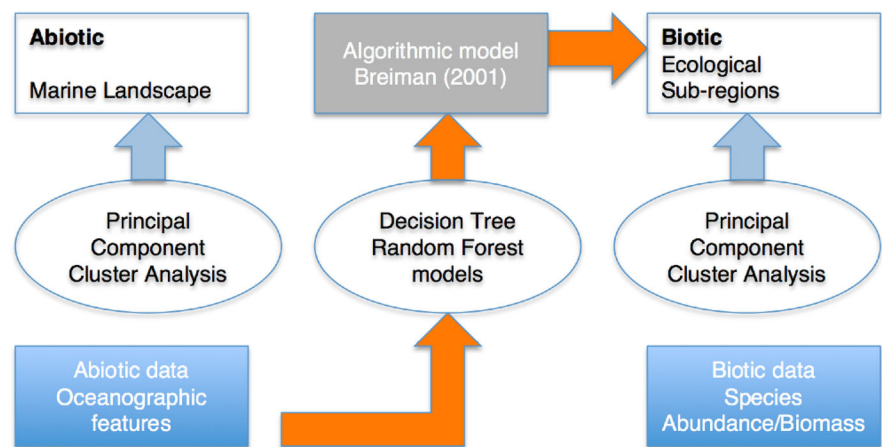 Abiotic
Marine Landscape
Algorithmic model
Breiman (2001)
Biotic
Ecological
Sub-regions
Principal
Component
Cluster Analysis
Decision Tree
Random Forest
models
Principal
Component
Cluster Analysis
Abiotic data
Oceanographic
features
Biotic data
Species
Abundance/Biomass